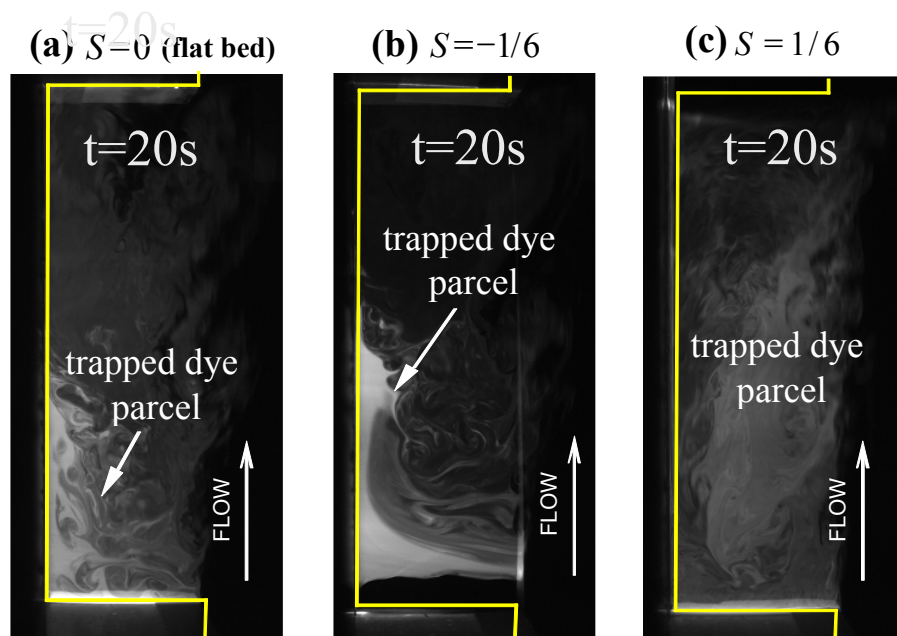 t=20s
(a) S=0 (flat bed)
(b) S=−1/6
(c) S = 1/6
t=20s
t=20s
t=20s
trapped dye
parcel
FLOW
trapped dye
parcel
FLOW
trapped dye
parcel
FLOW